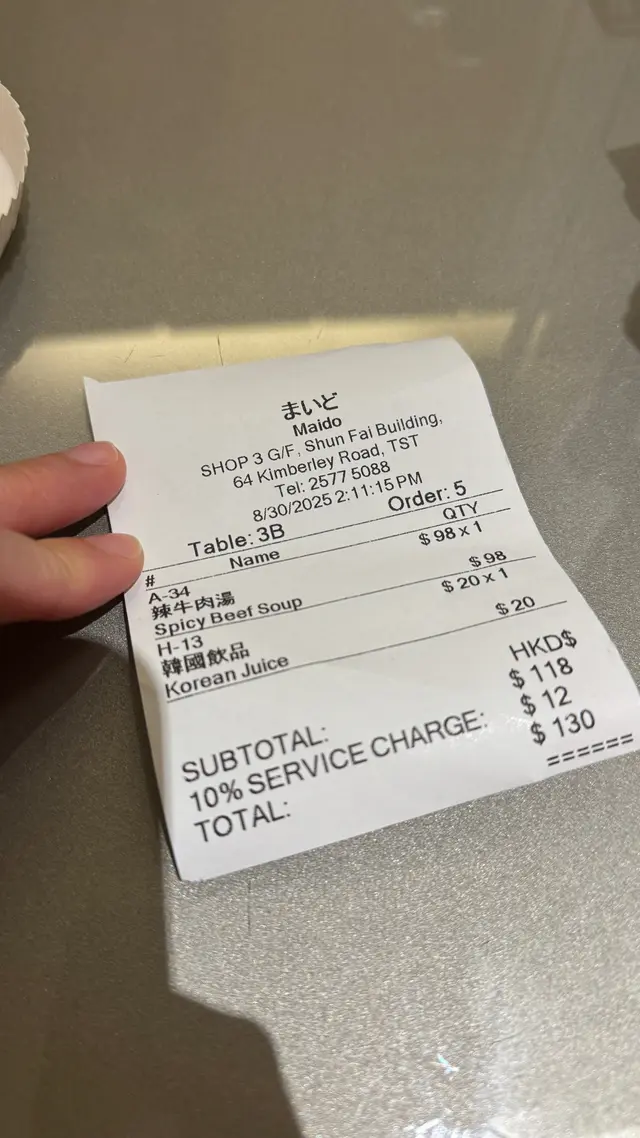 まいど
Maido
SHOP 3 G/F, Shun Fai Building,
64 Kimberley Road, TST
Tel: 2577 5088
8/30/2025 2:11:15 PM
Table: 3B Order: 5
# Name QTY
A-34 $ 98 x 1
辣牛肉湯
Spicy Beef Soup $ 98
H-13 $ 20 x 1
韓國飲品
Korean Juice $ 20
HKD$
SUBTOTAL: $ 118
10% SERVICE CHARGE: $ 12
TOTAL: $ 130
======